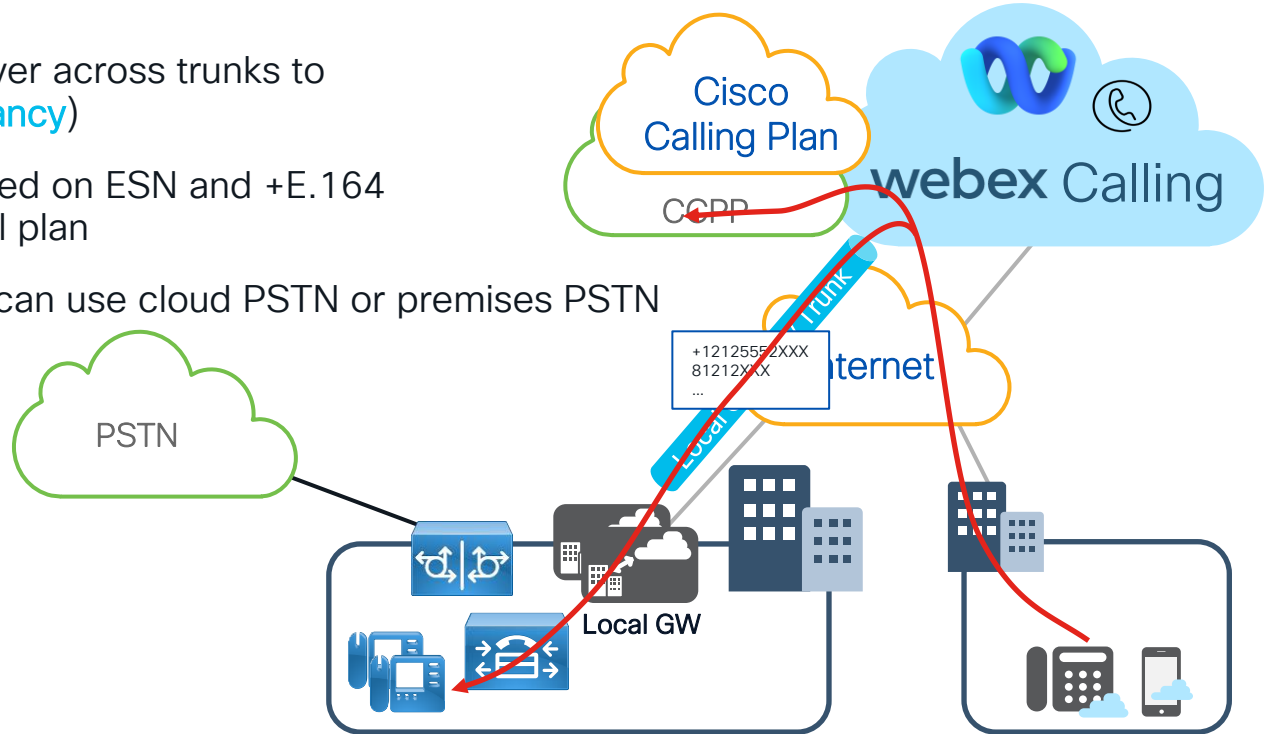 ver across trunks to
ancy)
ed on ESN and +E.164
l plan
can use cloud PSTN or premises PSTN
Cisco
Calling Plan
CCPP
webex Calling
Trunk
Local
+12125552XXX
81212XXX
...
nternet
PSTN
Local GW